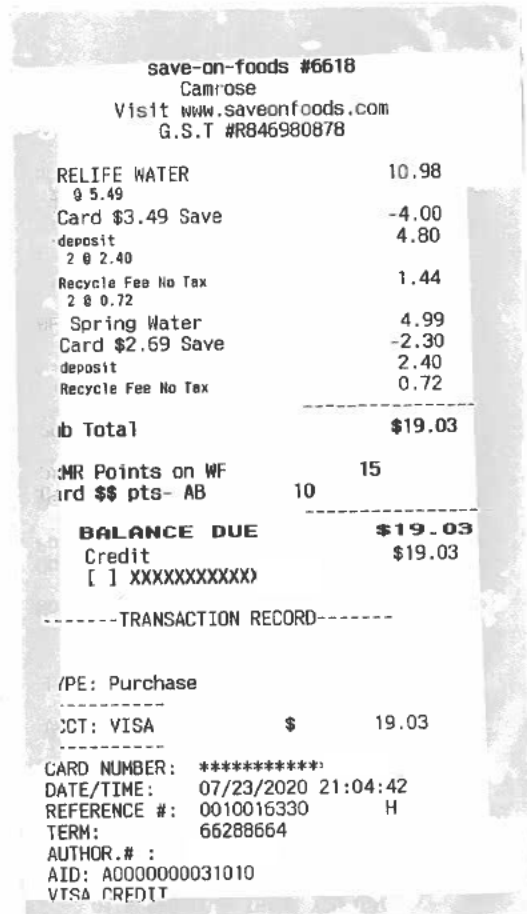 save-on-foods #6618
Camrose
Visit www.saveonfoods.com
G.S.T #R846980878
RELIFE WATER 10.98
@ 5.49
Card $3.49 Save -4.00
deposit 4.80
2 @ 2.40
Recycle Fee No Tax 1.44
2 @ 0.72
WF Spring Water 4.99
Card $2.69 Save -2.30
deposit 2.40
Recycle Fee No Tax 0.72
ub Total $19.03
MR Points on WF 15
ard $$ pts- AB 10
BALANCE DUE $19.03
Credit $19.03
[ ] XXXXXXXXXXX)
-------TRANSACTION RECORD-------
YPE: Purchase
-----------
CCT: VISA $ 19.03
-----------
CARD NUMBER: ***********
DATE/TIME: 07/23/2020 21:04:42
REFERENCE #: 0010016330 H
TERM: 66288664
AUTHOR.# :
AID: A0000000031010
VISA CREDIT